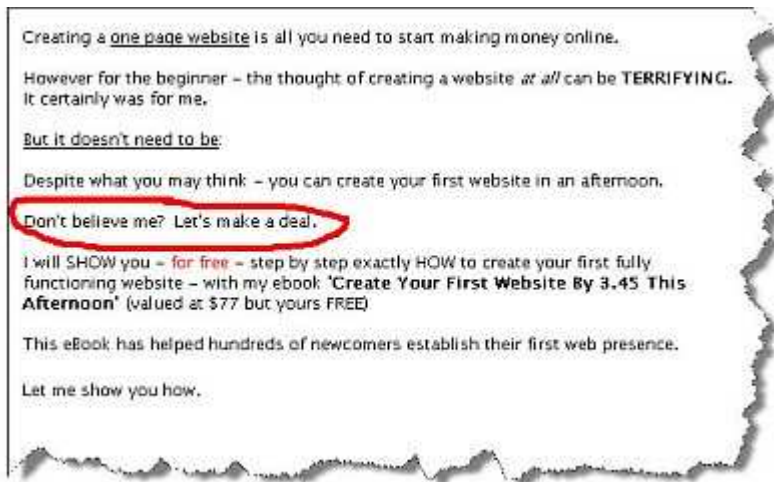 Creating a one page website is all you need to start making money online.
However for the beginner – the thought of creating a website at all can be TERRIFYING.
It certainly was for me.
But it doesn't need to be:
Despite what you may think – you can create your first website in an afternoon.
Don't believe me? Let's make a deal.
I will SHOW you – for free – step by step exactly HOW to create your first fully
functioning website – with my ebook "Create Your First Website By 3.45 This
Afternoon" (valued at $77 but yours FREE)
This eBook has helped hundreds of newcomers establish their first web presence.
Let me show you how.